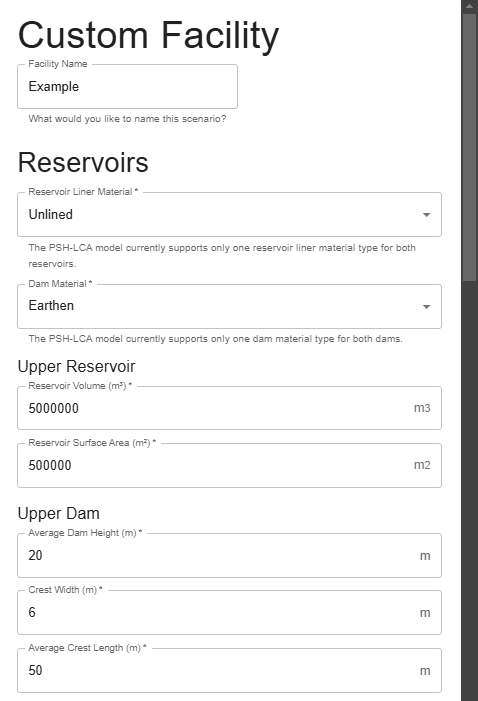 Custom Facility
Facility Name
Example
What would you like to name this scenario?
Reservoirs
Reservoir Liner Material *
Unlined
The PSH-LCA model currently supports only one reservoir liner material type for both
reservoirs.
Dam Material *
Earthen
The PSH-LCA model currently supports only one dam material type for both dams.
Upper Reservoir
Reservoir Volume (m³) *
5000000 m3
Reservoir Surface Area (m²) *
500000 m2
Upper Dam
Average Dam Height (m) *
20 m
Crest Width (m) *
6 m
Average Crest Length (m) *
50 m